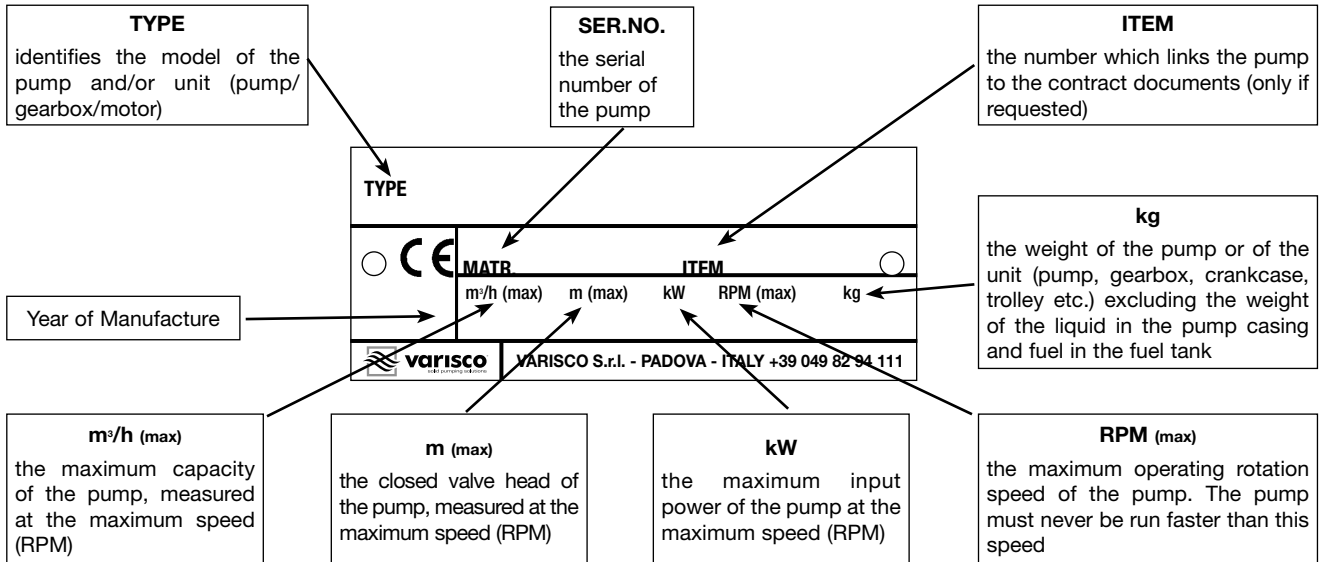 TYPE
identifies the model of the
pump and/or unit (pump/
gearbox/motor)
SER.NO.
the serial
number of
the pump
ITEM
the number which links the pump
to the contract documents (only if
requested)
TYPE
CE
MATR.
ITEM
m³/h (max) m (max) kW RPM (max) kg
varisco
solid pumping solutions
VARISCO S.r.l. - PADOVA - ITALY +39 049 82 94 111
Year of Manufacture
kg
the weight of the pump or of the
unit (pump, gearbox, crankcase,
trolley etc.) excluding the weight
of the liquid in the pump casing
and fuel in the fuel tank
m³/h (max)
the maximum capacity
of the pump, measured
at the maximum speed
(RPM)
m (max)
the closed valve head of
the pump, measured at the
maximum speed (RPM)
kW
the maximum input
power of the pump at the
maximum speed (RPM)
RPM (max)
the maximum operating rotation
speed of the pump. The pump
must never be run faster than this
speed